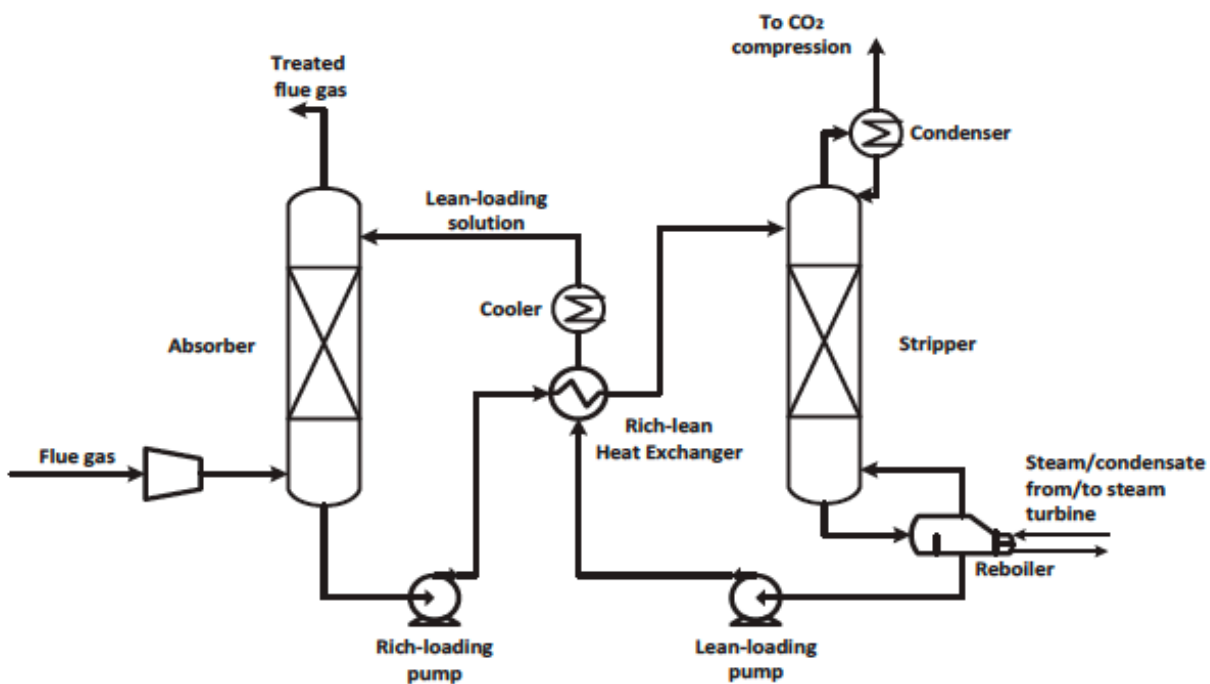 To CO₂
compression
Treated
flue gas
Condenser
Lean-loading
solution
Cooler
Absorber
Stripper
Rich-lean
Heat Exchanger
Flue gas
Steam/condensate
from/to steam
turbine
Reboiler
Rich-loading
pump
Lean-loading
pump